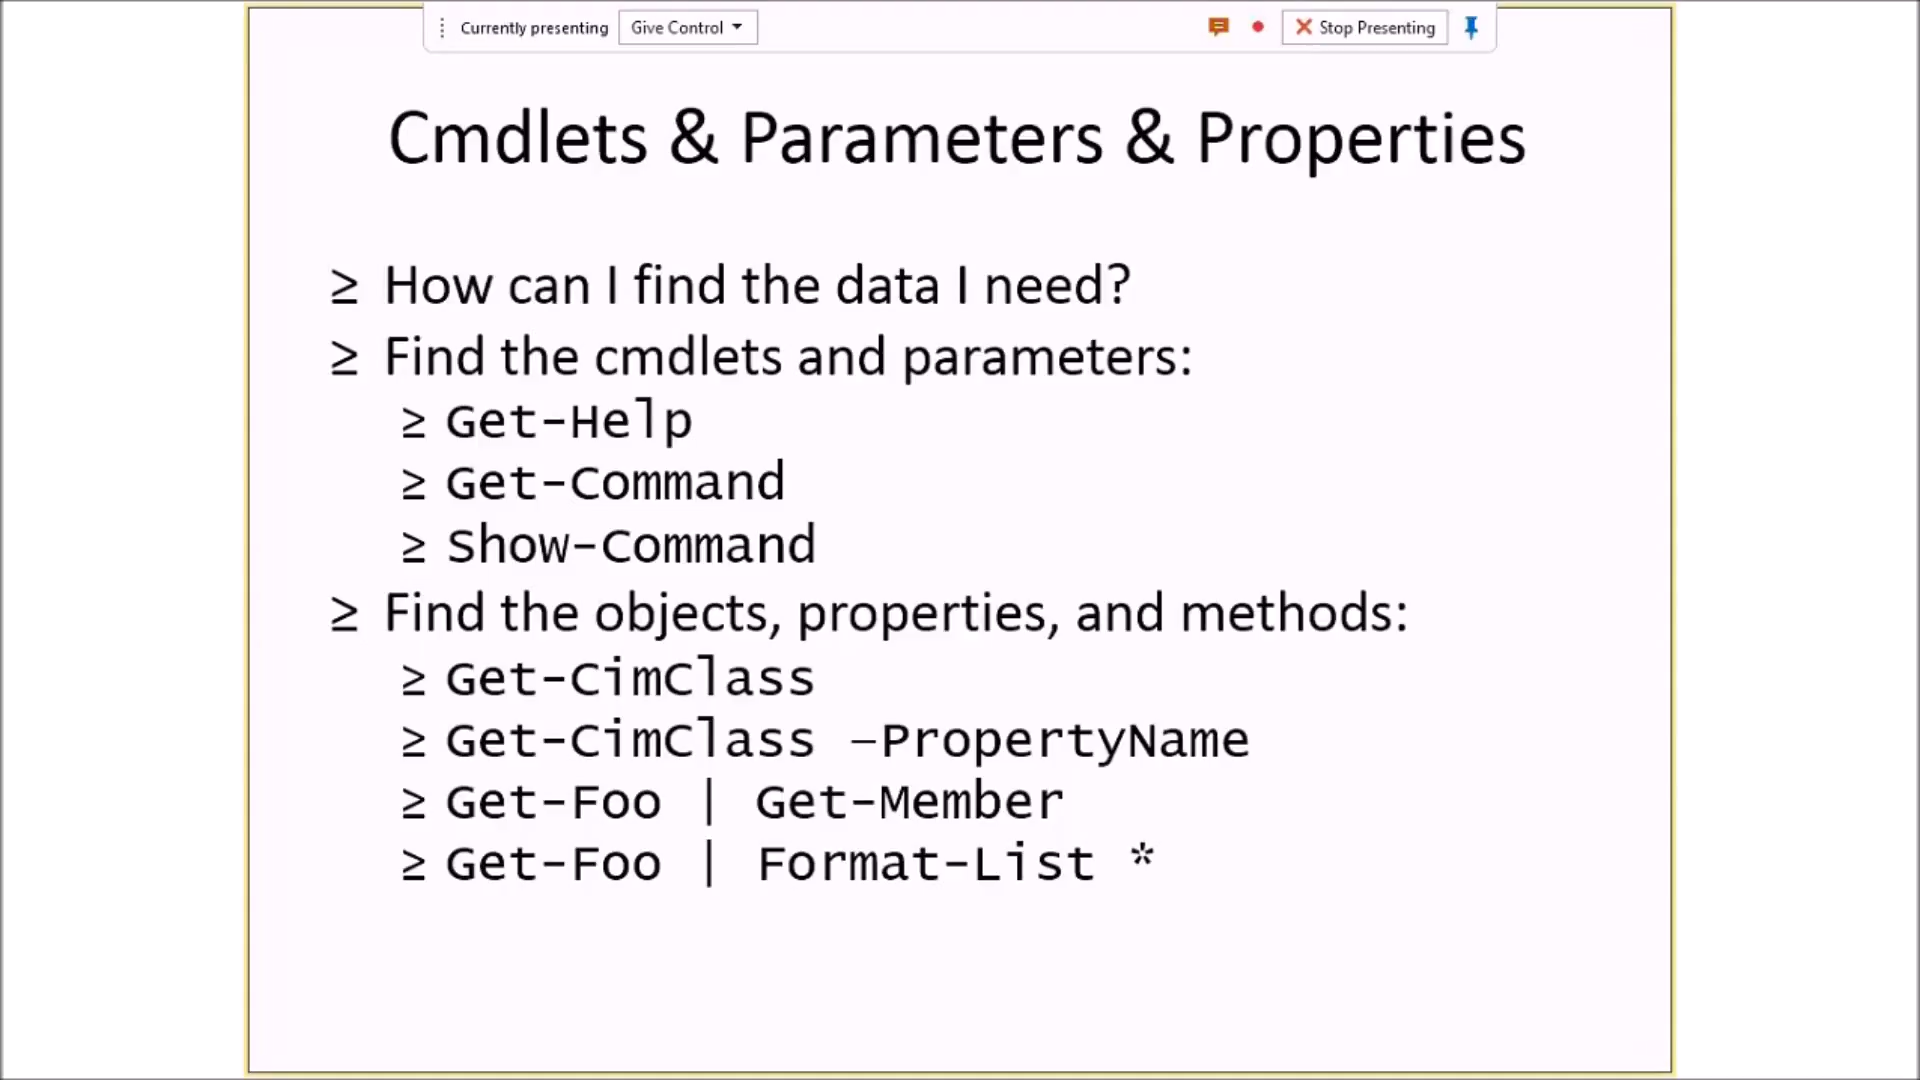 Currently presenting Give Control Stop Presenting
Cmdlets & Parameters & Properties
≥ How can I find the data I need?
≥ Find the cmdlets and parameters:
≥ Get-Help
≥ Get-Command
≥ Show-Command
≥ Find the objects, properties, and methods:
≥ Get-CimClass
≥ Get-CimClass –PropertyName
≥ Get-Foo | Get-Member
≥ Get-Foo | Format-List *